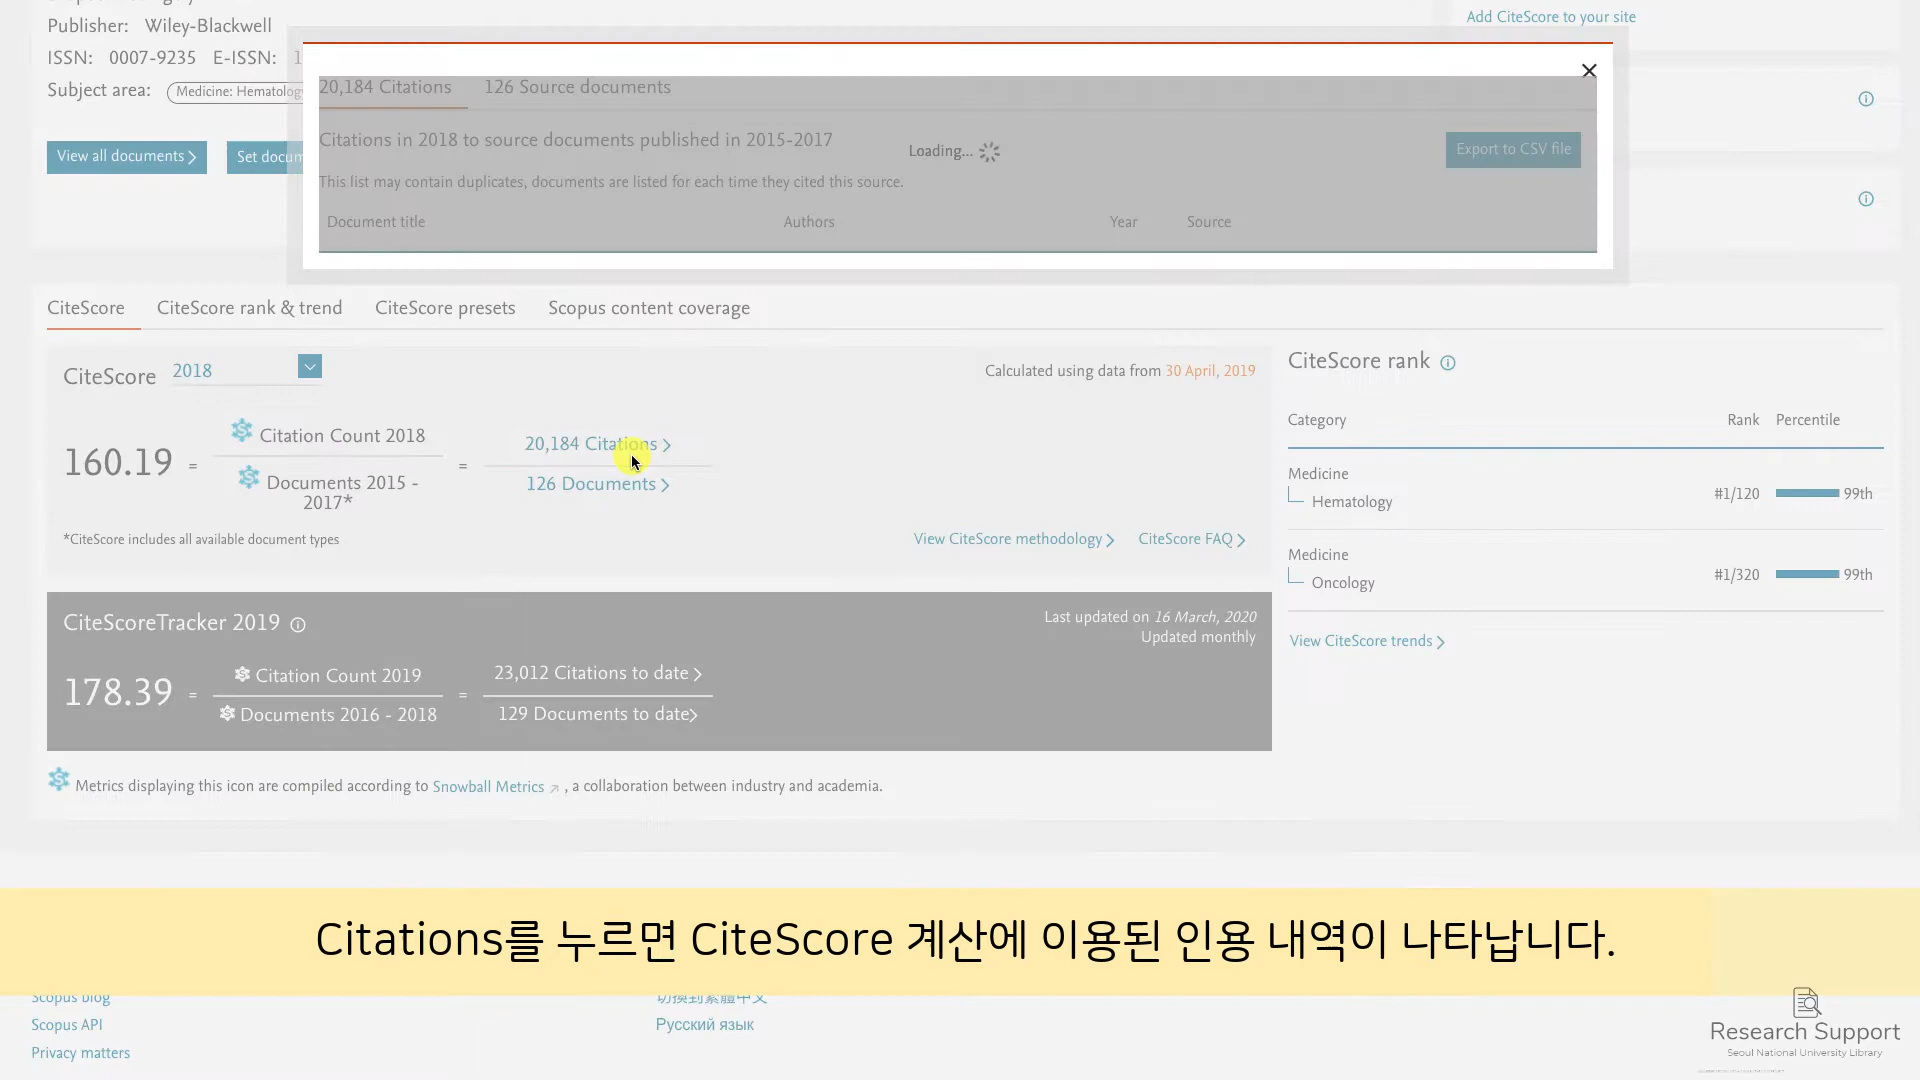 Publisher: Wiley-Blackwell
Add CiteScore to your site
ISSN: 0007-9235 E-ISSN:
Subject area: Medicine: Hematology
20,184 Citations 126 Source documents
Citations in 2018 to source documents published in 2015-2017
Loading...
Export to CSV file
View all documents
Set
This list may contain duplicates, documents are listed for each time they cited this source.
Document title Authors Year Source
CiteScore CiteScore rank & trend CiteScore presets Scopus content coverage
CiteScore 2018
Calculated using data from 30 April, 2019
160.19 = Citation Count 2018 = 20,184 Citations
Documents 2015 - 126 Documents
2017*
*CiteScore includes all available document types
View CiteScore methodology CiteScore FAQ
CiteScore rank
Category Rank Percentile
Medicine
Hematology #1/120 99th
Medicine
Oncology #1/320 99th
View CiteScore trends
CiteScoreTracker 2019
Last updated on 16 March, 2020
Updated monthly
178.39 = Citation Count 2019 = 23,012 Citations to date
Documents 2016 - 2018 129 Documents to date
Metrics displaying this icon are compiled according to Snowball Metrics , a collaboration between industry and academia.
Citations를 누르면 CiteScore 계산에 이용된 인용 내역이 나타납니다.
Scopus blog
切換到繁體中文
Scopus API
Русский язык
Privacy matters
Research Support
Seoul National University Library